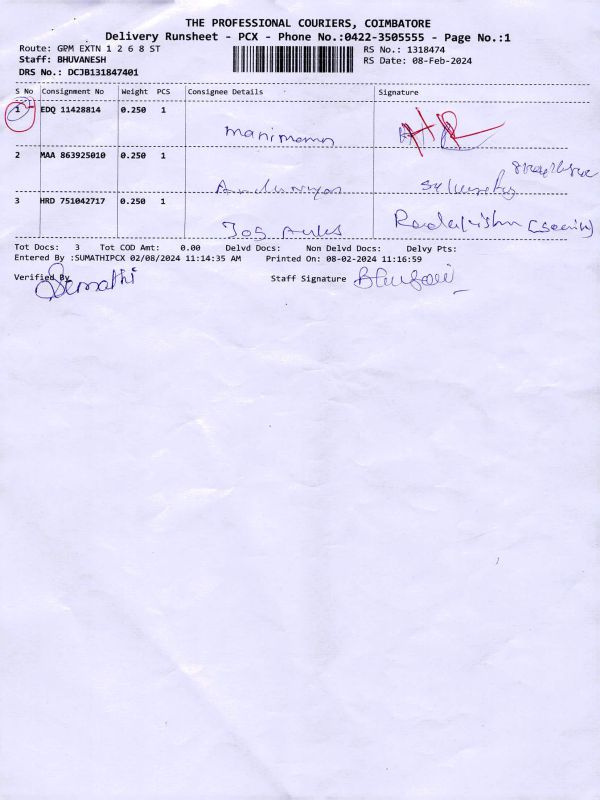 THE PROFESSIONAL COURIERS, COIMBATORE
Delivery Runsheet - PCX - Phone No.:0422-3505555 - Page No.:1
Route: GPM EXTN 1 2 6 8 ST
RS No.: 1318474
Staff: BHUVANESH
RS Date: 08-Feb-2024
DRS No.: DCJB131847401
S No Consignment No Weight PCS Consignee Details Signature
1 EDQ 11428814 0.250 1
HR
2 MAA 863925010 0.250 1
3 HRD 751042717 0.250 1
Tot Docs: 3 Tot COD Amt: 0.00 Delvd Docs: Non Delvd Docs: Delvy Pts:
Entered By :SUMATHIPCX 02/08/2024 11:14:35 AM Printed On: 08-02-2024 11:16:59
Verified By Sumathi Staff Signature